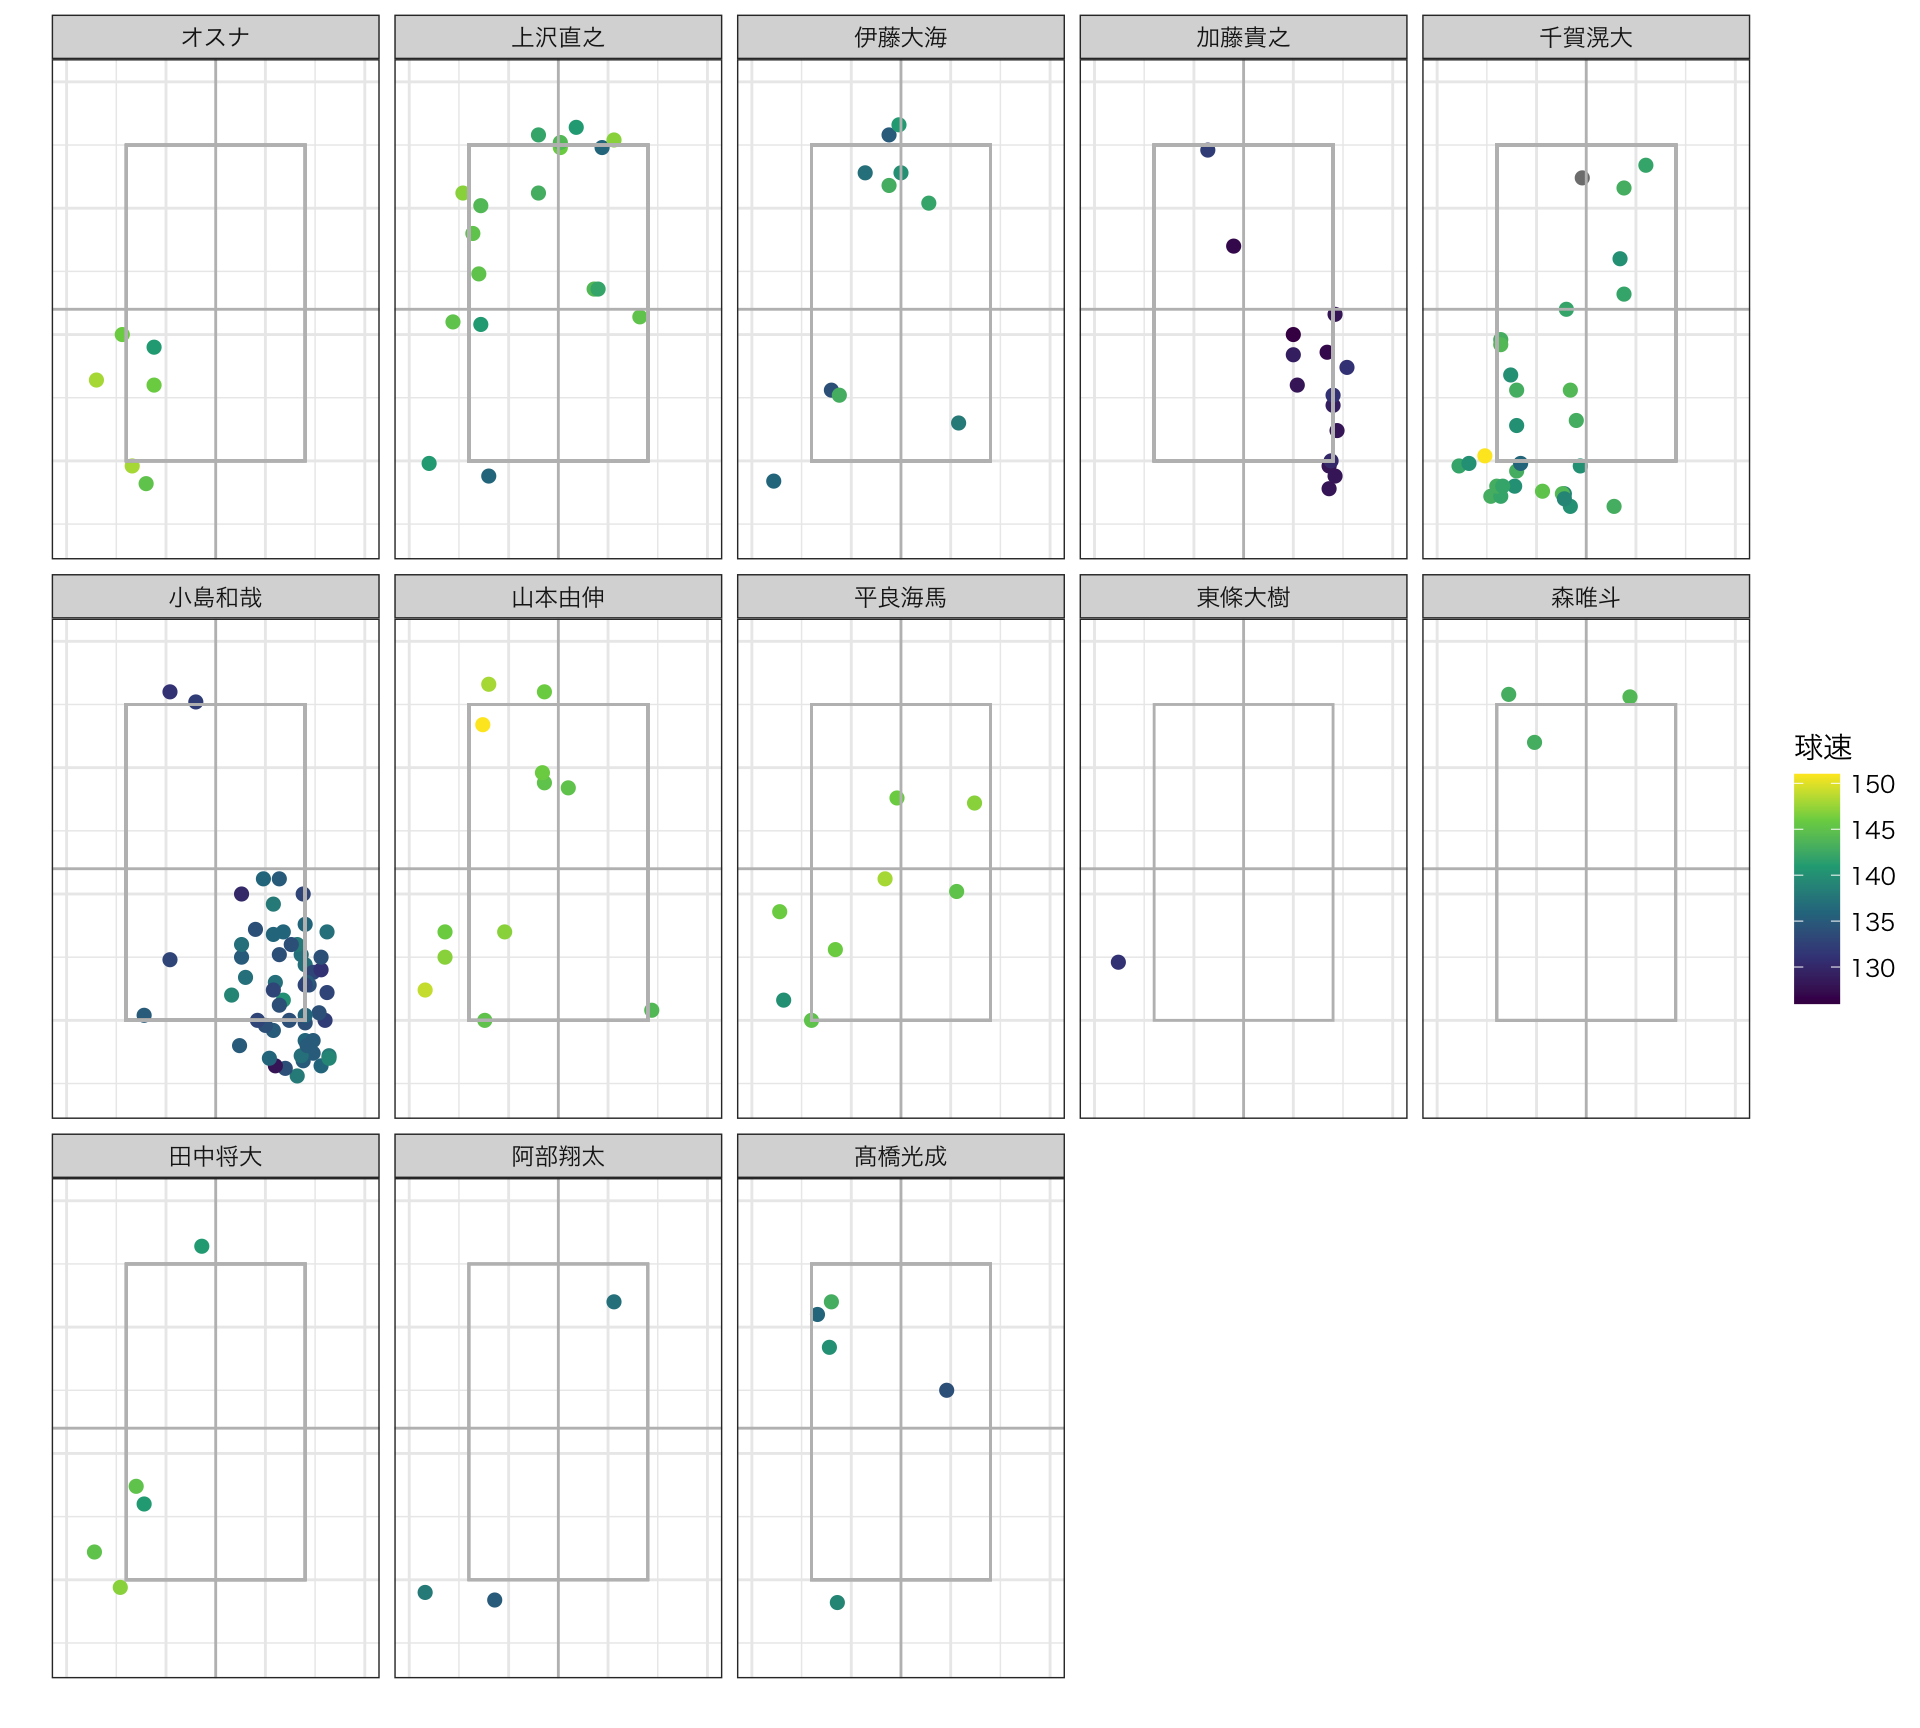 オスナ
上沢直之
伊藤大海
加藤貴之
千賀滉大
小島和哉
山本由伸
平良海馬
東條大樹
森唯斗
球速
150
145
140
135
130
田中将大
阿部翔太
髙橋光成